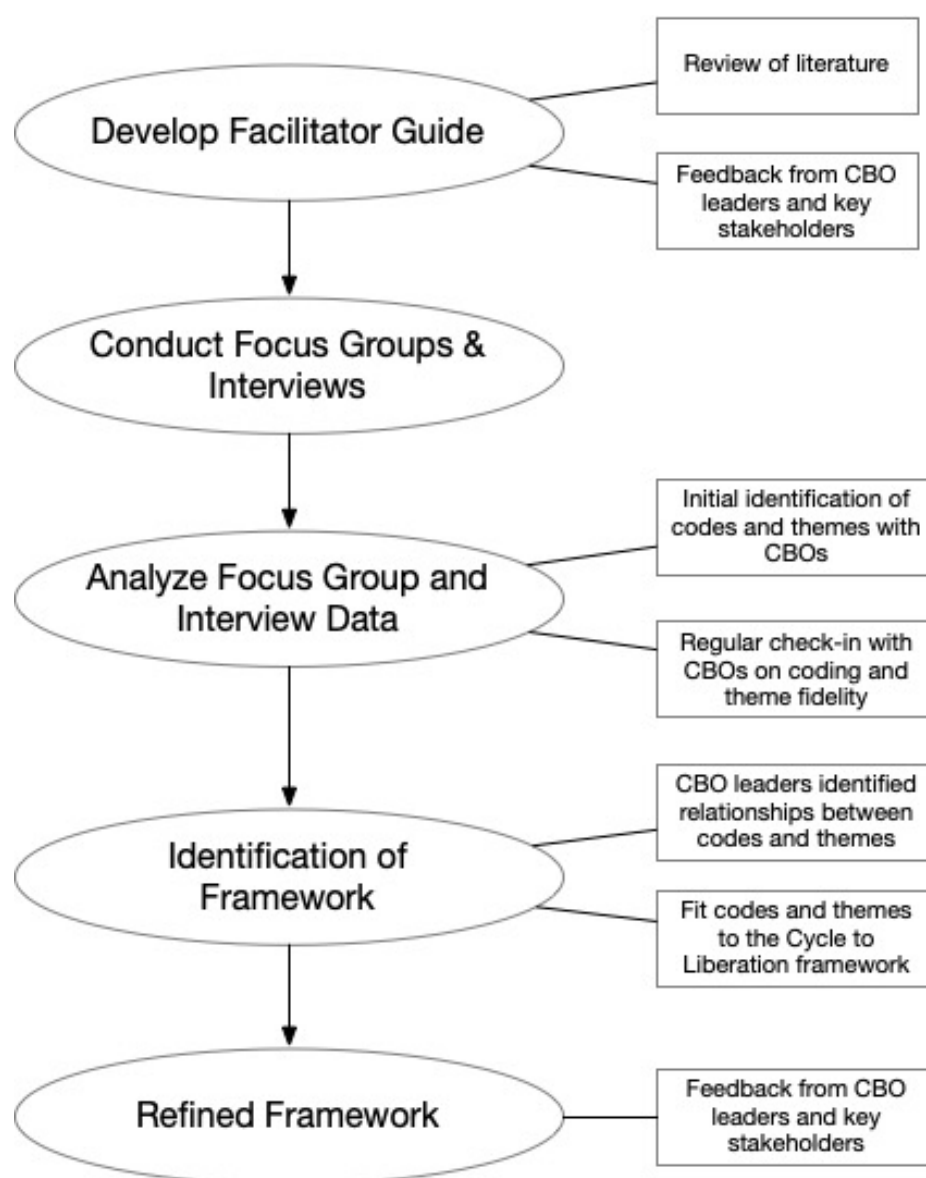 Review of literature
Develop Facilitator Guide
Feedback from CBO
leaders and key
stakeholders
Conduct Focus Groups &
Interviews
Initial identification of
codes and themes with
CBOs
Analyze Focus Group and
Interview Data
Regular check-in with
CBOs on coding and
theme fidelity
CBO leaders identified
relationships between
codes and themes
Identification of
Framework
Fit codes and themes
to the Cycle to
Liberation framework
Refined Framework
Feedback from CBO
leaders and key
stakeholders